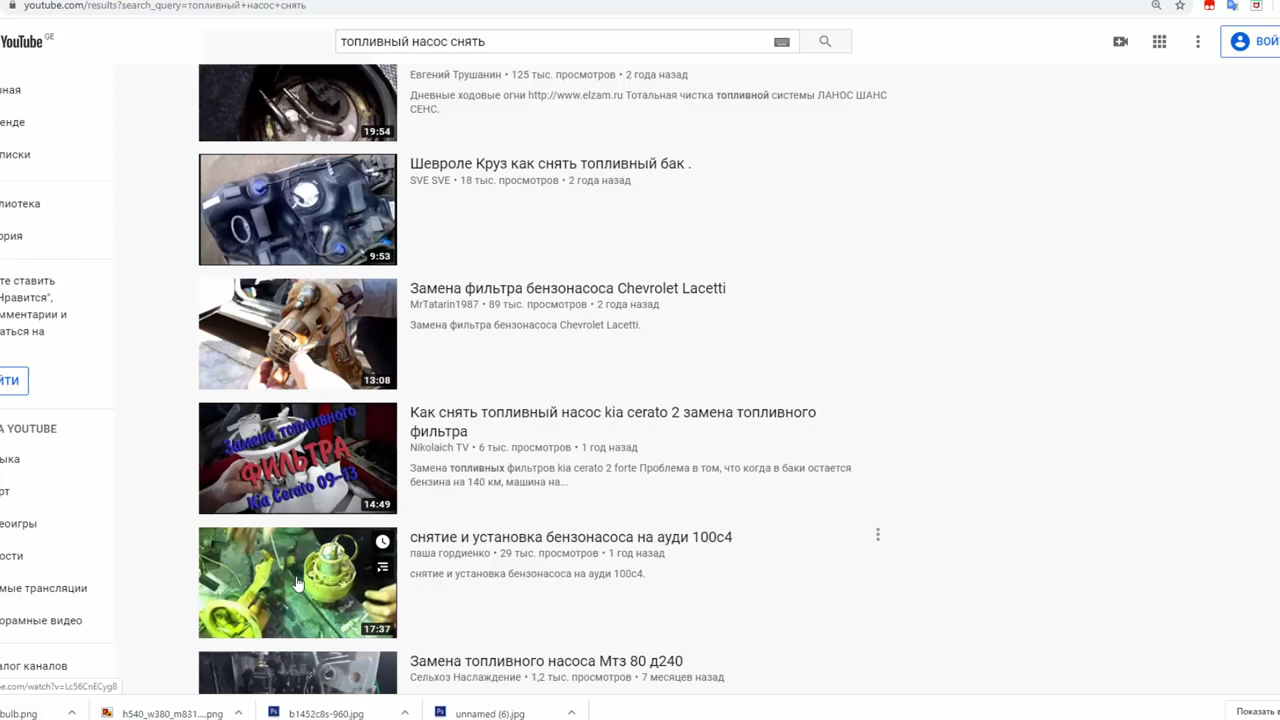 youtube.com/results?search_query=топливный+насос+снять
YouTube GE
топливный насос снять
ВОЙ
вная
енде
писки
лиотека
ория
те ставить
Нравится",
мментарии и
аться на
ЙТИ
А YOUTUBE
ыка
рт
еоигры
ости
мые трансляции
орамные видео
алог каналов
Евгений Трушанин • 125 тыс. просмотров • 2 года назад
Дневные ходовые огни http://www.elzam.ru Тотальная чистка топливной системы ЛАНОС ШАНС
СЕНС.
19:54
Шевроле Круз как снять топливный бак .
SVE SVE • 18 тыс. просмотров • 2 года назад
9:53
Замена фильтра бензонасоса Chevrolet Lacetti
MrTatarin1987 • 89 тыс. просмотров • 2 года назад
Замена фильтра бензонасоса Chevrolet Lacetti.
13:08
Замена топливного
ФИЛЬТРА
Kia Cerato 09-13
14:49
Как снять топливный насос kia cerato 2 замена топливного
фильтра
Nikolaich TV • 6 тыс. просмотров • 1 год назад
Замена топливных фильтров kia cerato 2 forte Проблема в том, что когда в баки остается
бензина на 140 км, машина на...
снятие и установка бензонасоса на ауди 100с4
паша гордиенко • 29 тыс. просмотров • 1 год назад
снятие и установка бензонасоса на ауди 100с4.
17:37
Замена топливного насоса Мтз 80 д240
Сельхоз Наслаждение • 1,2 тыс. просмотров • 7 месяцев назад
be.com/watch?v=Lc56CnECyg8
bulb.png
h540_w380_m831....png
b1452c8s-960.jpg
unnamed (6).jpg
Показать в